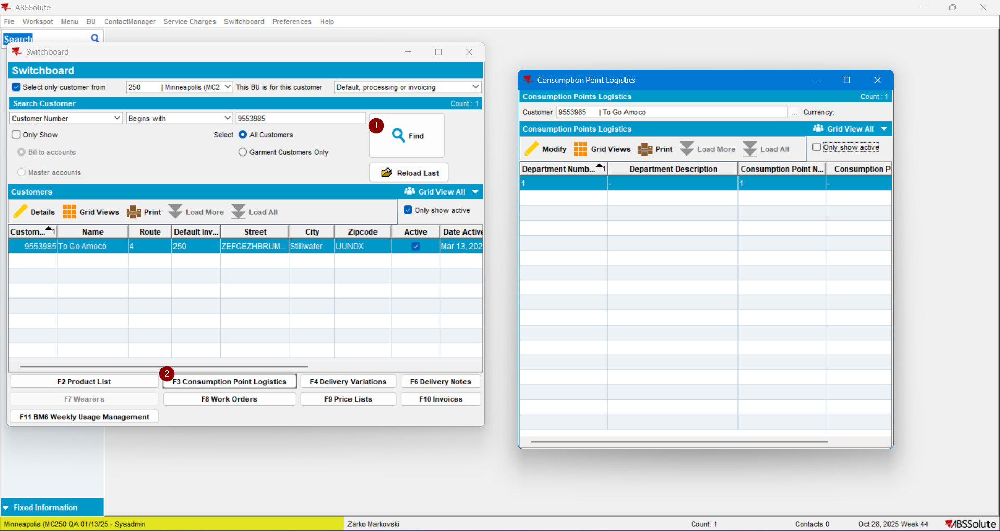 ABSSolute
File Workspot Menu BU ContactManager Service Charges Switchboard Preferences Help
Search
Switchboard
Switchboard
Select only customer from 250 | Minneapolis (MC2 This BU is for this customer Default, processing or invoicing
Search Customer Count : 1
Customer Number Begins with 9553985
1
Find
Only Show Select All Customers
Bill to accounts Garment Customers Only
Master accounts
Reload Last
Customers Grid View All
Details Grid Views Print Load More Load All Only show active
Custom... 1 Name Route Default Inv... Street City Zipcode Active Date Active
9553985 To Go Amoco 4 250 ZEFGEZHBRUM... Stillwater UUNDX Mar 13, 202
2
F2 Product List F3 Consumption Point Logistics F4 Delivery Variations F6 Delivery Notes
F7 Wearers F8 Work Orders F9 Price Lists F10 Invoices
F11 BM6 Weekly Usage Management
Consumption Point Logistics
Consumption Points Logistics Count : 1
Customer 9553985 | To Go Amoco ... Currency:
Consumption Points Logistics Grid View All
Modify Grid Views Print Load More Load All Only show active
Department Numb... 1 Department Description Consumption Point N... Consumption P
1 - 1 -
Fixed Information
Minneapolis (MC250 QA 01/13/25 - Sysadmin Zarko Markovski Count: 1 Contacts 0 Oct 28, 2025 Week 44 ABSSolute